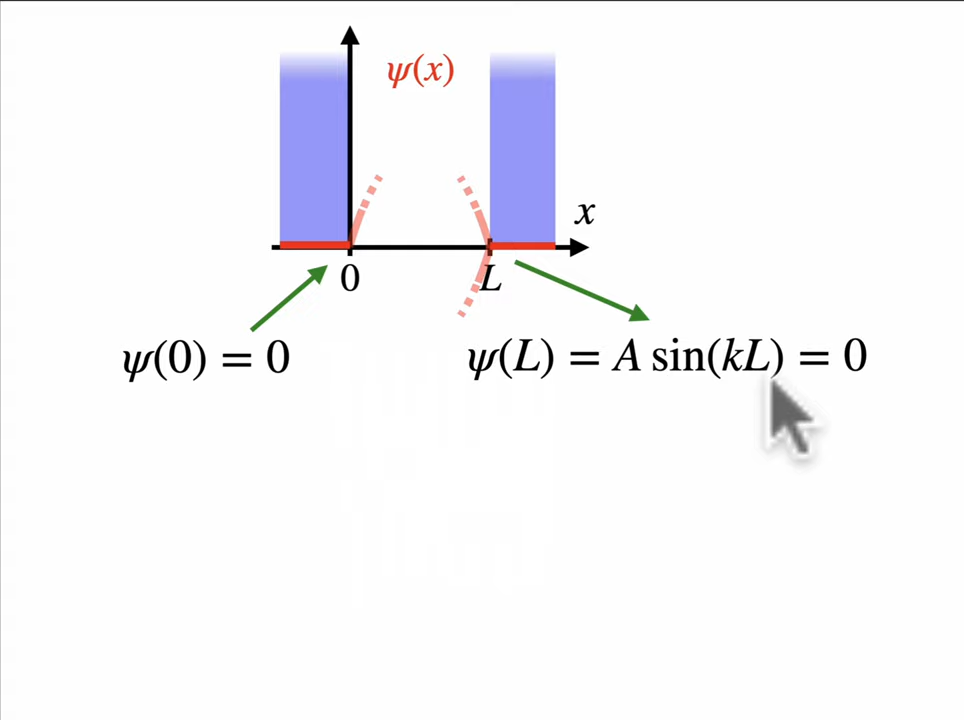 ψ(x)
x
0
L
ψ(0) = 0
ψ(L) = A sin(kL) = 0